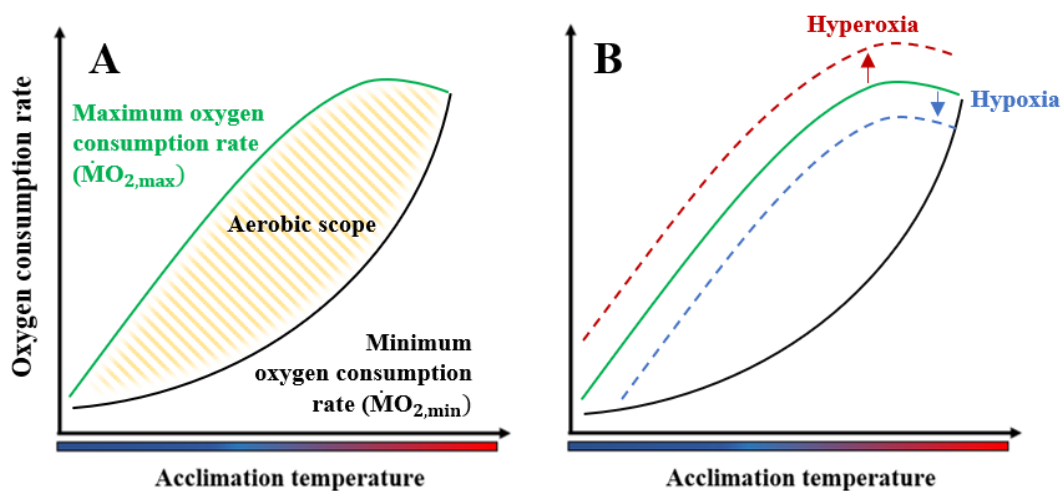 A
Maximum oxygen
consumption rate
(ṀO₂,max)
Aerobic scope
Minimum
oxygen consumption
rate (ṀO₂,min)
Oxygen consumption rate
Acclimation temperature
B
Hyperoxia
Hypoxia
Acclimation temperature